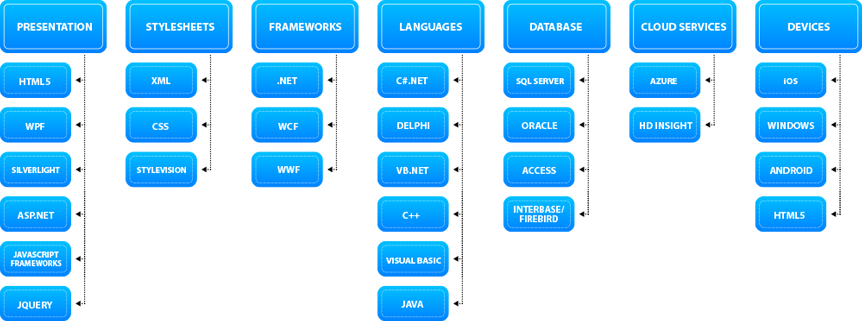 PRESENTATION
HTML5
WPF
SILVERLIGHT
ASP.NET
JAVASCRIPT
FRAMEWORKS
JQUERY
STYLESHEETS
XML
CSS
STYLEVISION
FRAMEWORKS
.NET
WCF
WWF
LANGUAGES
C#.NET
DELPHI
VB.NET
C++
VISUAL BASIC
JAVA
DATABASE
SQL SERVER
ORACLE
ACCESS
INTERBASE/
FIREBIRD
CLOUD SERVICES
AZURE
HD INSIGHT
DEVICES
iOS
WINDOWS
ANDROID
HTML5